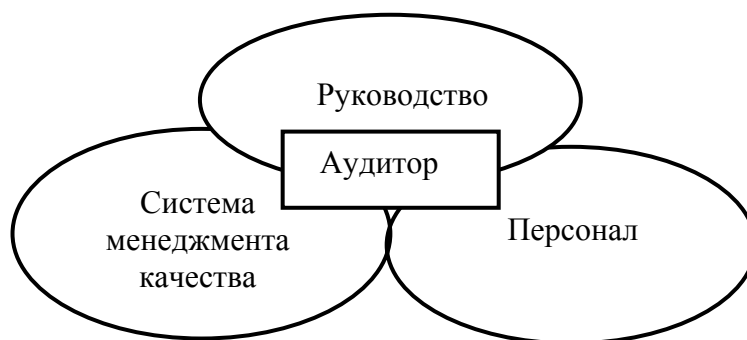 Руководство
Аудитор
Система
менеджмента
качества
Персонал